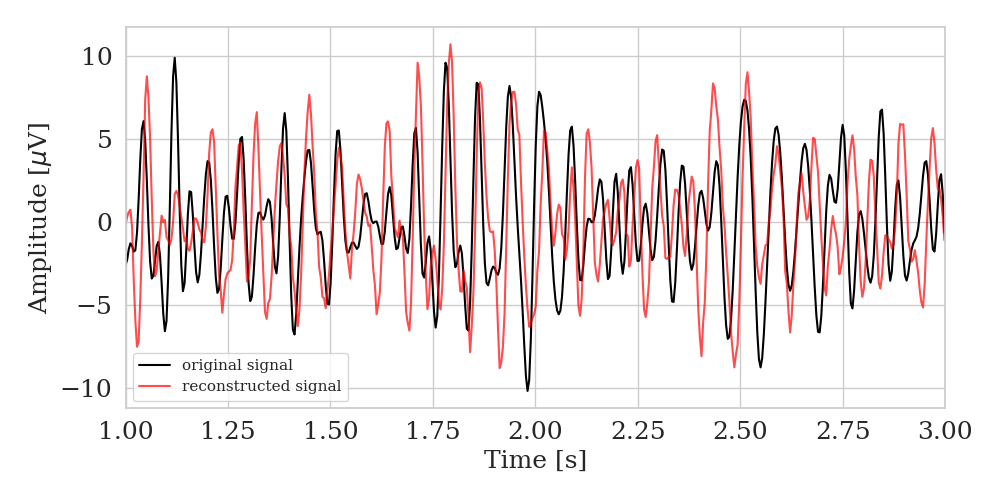 10
5
0
−5
−10
Amplitude [μV]
original signal
reconstructed signal
1.00 1.25 1.50 1.75 2.00 2.25 2.50 2.75 3.00
Time [s]